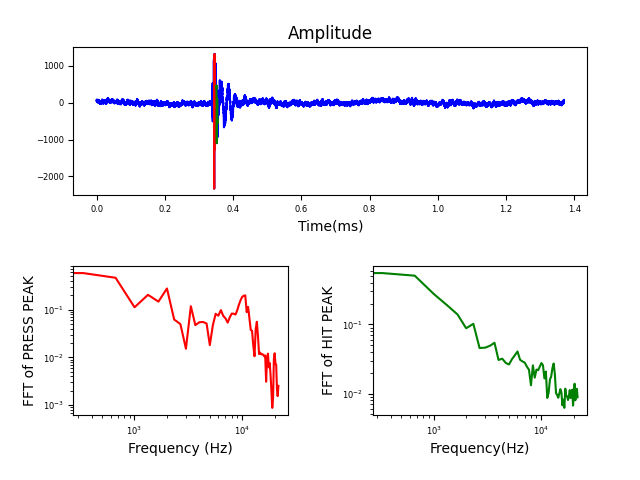 Amplitude
1000
0
−1000
−2000
0.0 0.2 0.4 0.6 0.8 1.0 1.2 1.4
Time(ms)
FFT of PRESS PEAK
10⁻¹
10⁻²
10⁻³
10³ 10⁴
Frequency (Hz)
FFT of HIT PEAK
10⁻¹
10⁻²
10³ 10⁴
Frequency(Hz)